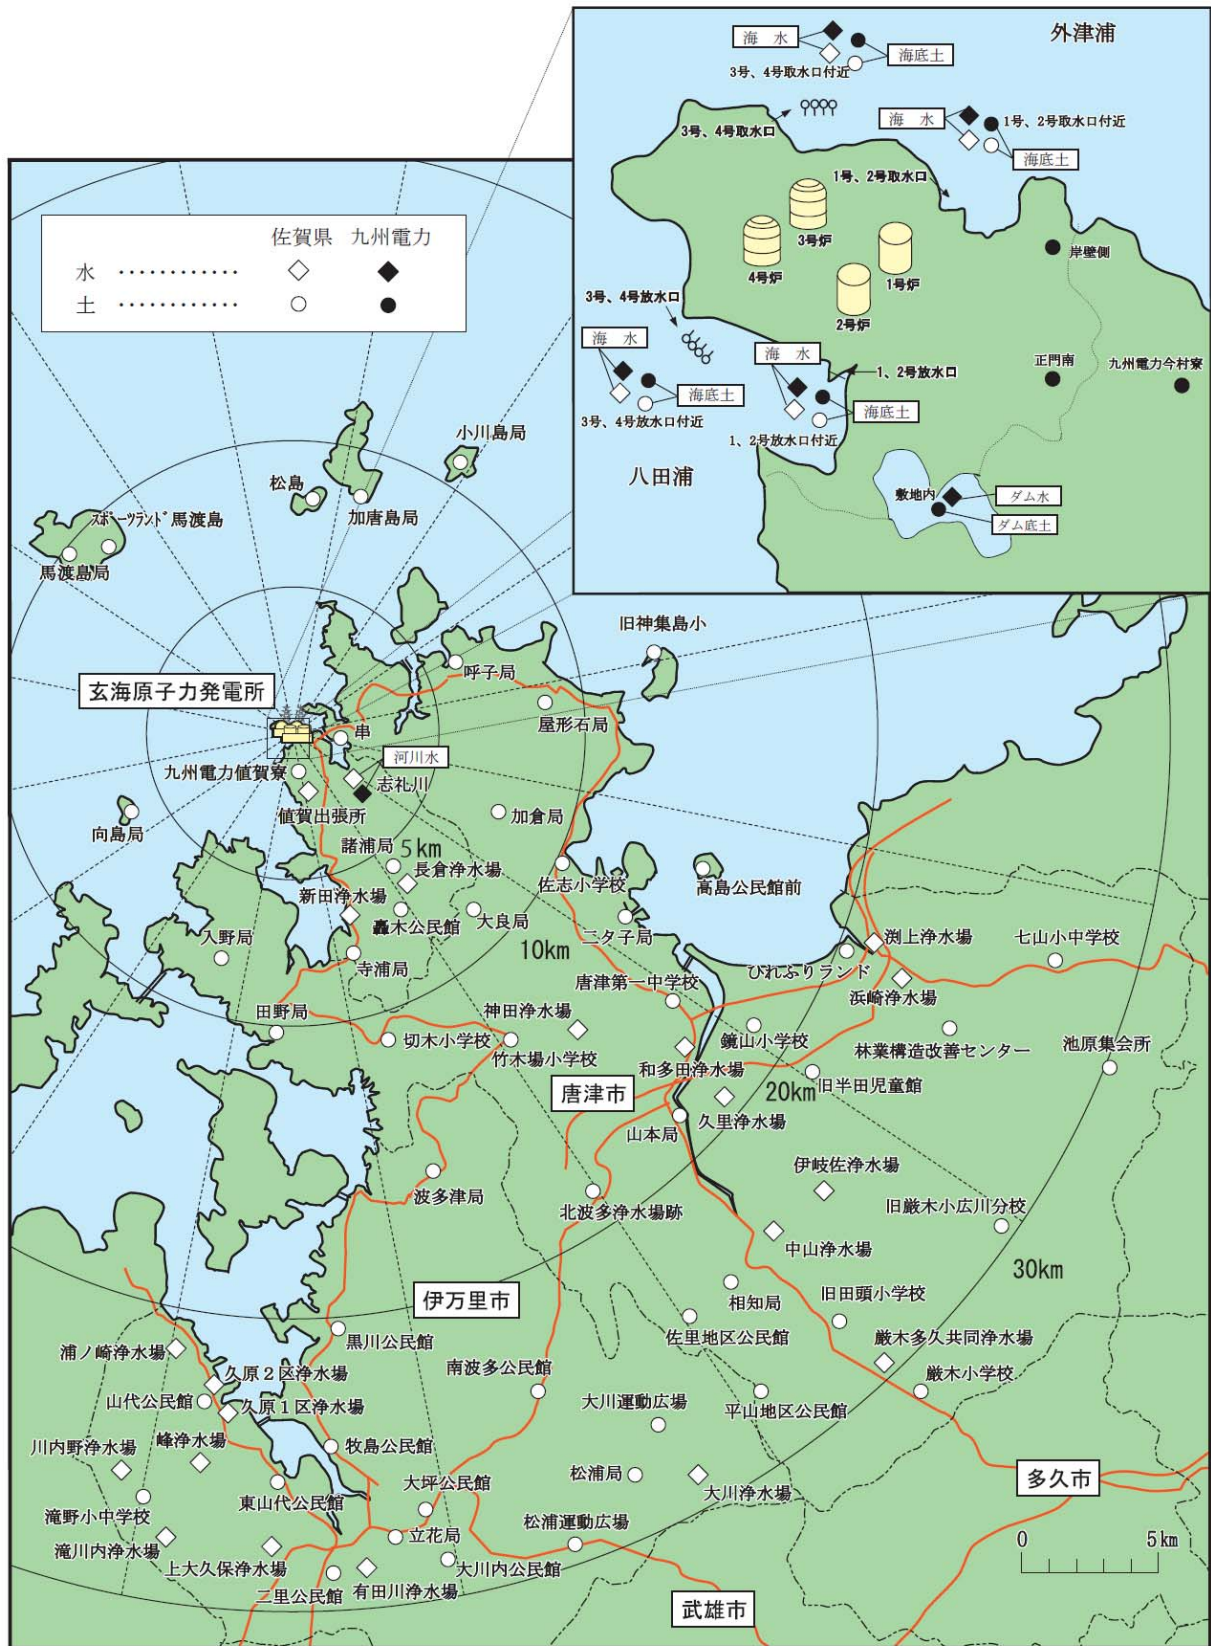 海 水
海底土
外津浦
3号、4号取水口付近
3号、4号取水口
海 水
1号、2号取水口付近
海底土
1号、2号取水口
3号炉
4号炉
1号炉
2号炉
岸壁側
3号、4号放水口
海 水
海底土
3号、4号放水口付近
海 水
1、2号放水口
海底土
1、2号放水口付近
正門南
九州電力今村寮
八田浦
敷地内
ダム水
ダム底土
佐賀県 九州電力
水 ‥‥‥‥‥‥
土 ‥‥‥‥‥‥
小川島局
松島
加唐島局
スポーツランド馬渡島
馬渡島局
旧神集島小
呼子局
玄海原子力発電所
屋形石局
串
河川水
九州電力値賀寮
志礼川
値賀出張所
向島局
加倉局
諸浦局
5km
長倉浄水場
佐志小学校
高島公民館前
新田浄水場
轟木公民館
大良局
二タ子局
入野局
10km
渕上浄水場
七山小中学校
ひれふりランド
寺浦局
唐津第一中学校
浜崎浄水場
田野局
神田浄水場
切木小学校
竹木場小学校
鏡山小学校
林業構造改善センター
池原集会所
和多田浄水場
旧半田児童館
唐津市
20km
久里浄水場
山本局
伊岐佐浄水場
波多津局
北波多浄水場跡
旧厳木小広川分校
中山浄水場
30km
伊万里市
相知局
旧田頭小学校
黒川公民館
佐里地区公民館
厳木多久共同浄水場
浦ノ崎浄水場
南波多公民館
久原2区浄水場
厳木小学校
山代公民館
久原1区浄水場
大川運動広場
平山地区公民館
川内野浄水場
峰浄水場
牧島公民館
松浦局
大川浄水場
多久市
滝野小中学校
東山代公民館
大坪公民館
滝川内浄水場
立花局
松浦運動広場
0 5km
上大久保浄水場
大川内公民館
二里公民館
有田川浄水場
武雄市